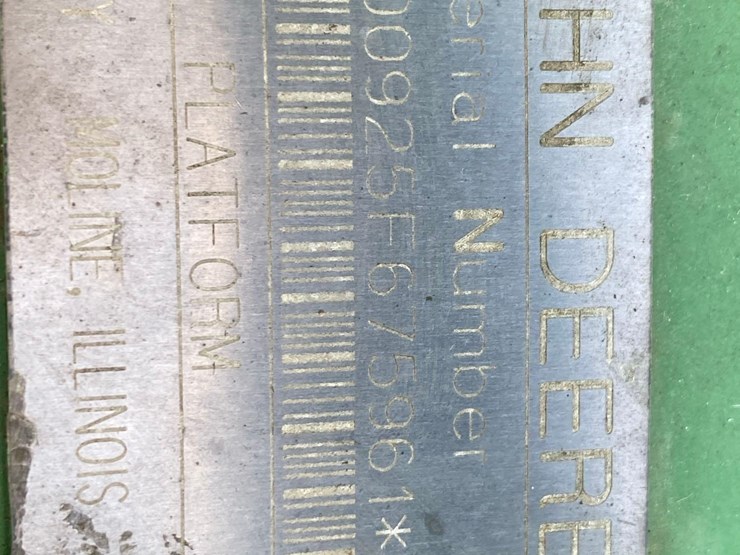 HN DEERE
erial Number
00925F675961*
PLATFORM
Y MOLINE, ILLINOIS